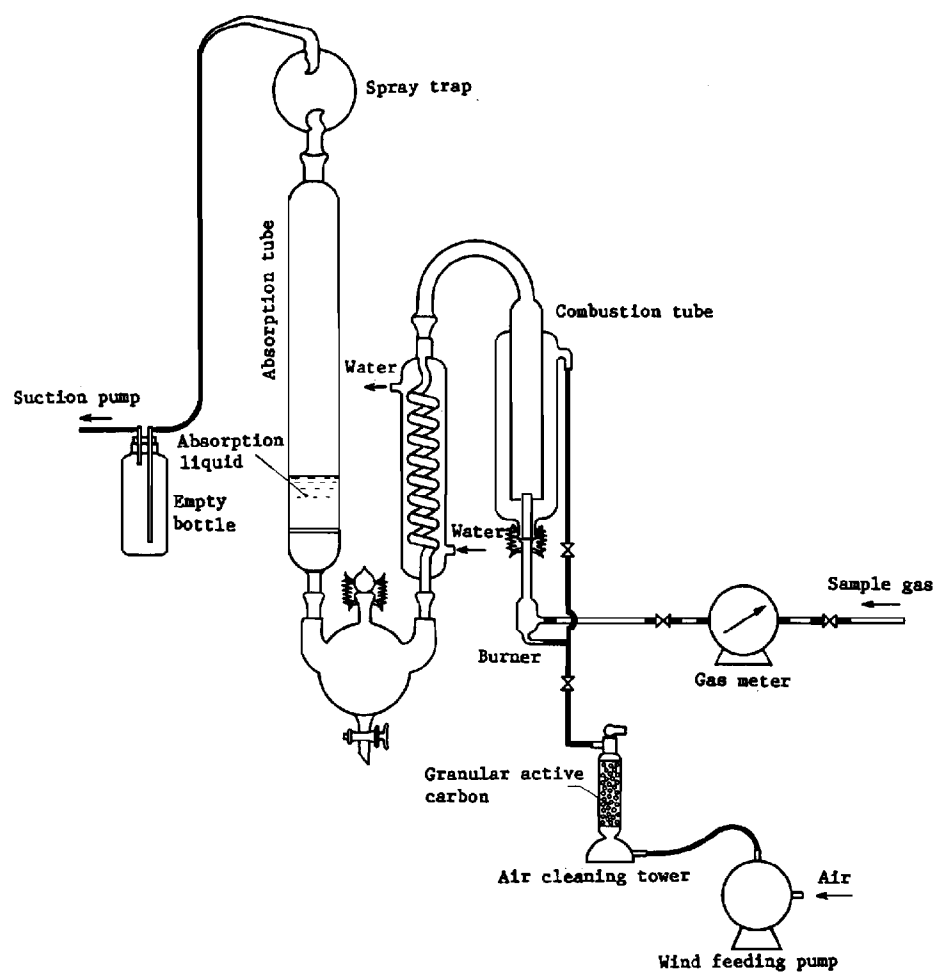 Spray trap
Absorption tube
Combustion tube
Water
Suction pump
Absorption
liquid
Empty
bottle
Water
Sample gas
Burner
Gas meter
Granular active
carbon
Air cleaning tower
Air
Wind feeding pump